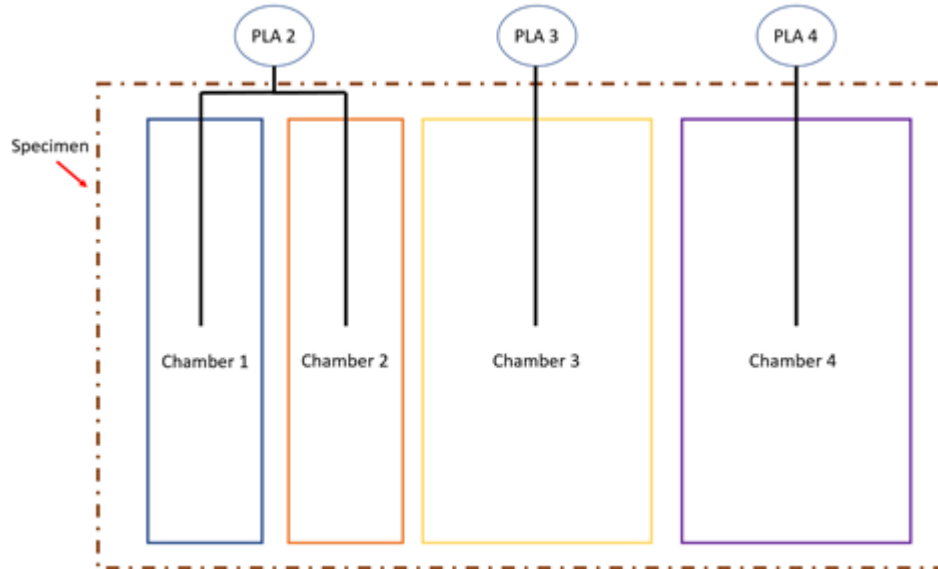 PLA 2
PLA 3
PLA 4
Specimen
Chamber 1
Chamber 2
Chamber 3
Chamber 4